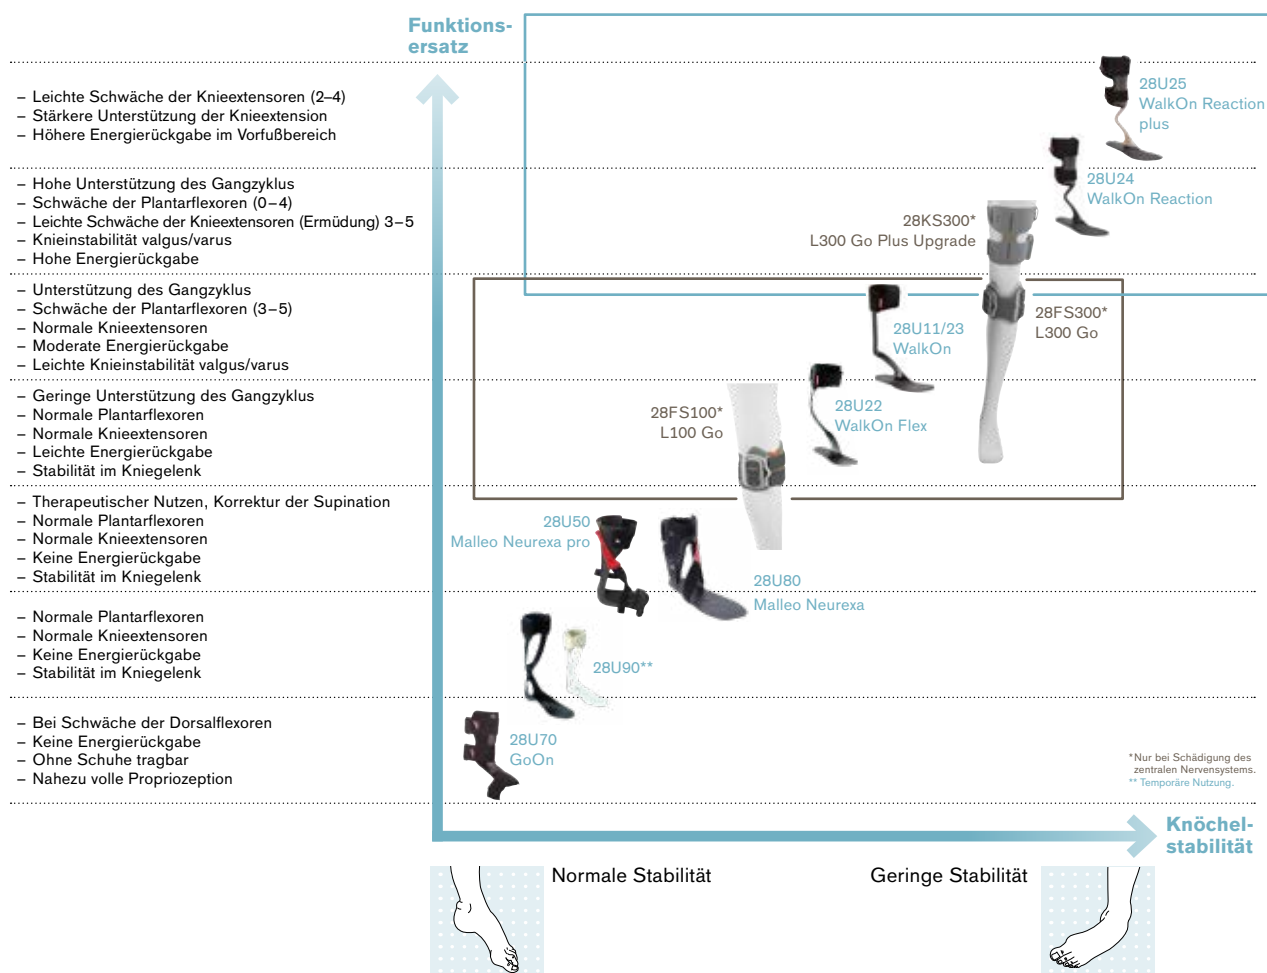 Funktions-
ersatz
– Leichte Schwäche der Knieextensoren (2–4)
– Stärkere Unterstützung der Knieextension
– Höhere Energierückgabe im Vorfußbereich
28U25
WalkOn Reaction
plus
– Hohe Unterstützung des Gangzyklus
– Schwäche der Plantarflexoren (0–4)
– Leichte Schwäche der Knieextensoren (Ermüdung) 3–5
– Knieinstabilität valgus/varus
– Hohe Energierückgabe
28U24
WalkOn Reaction
28KS300*
L300 Go Plus Upgrade
– Unterstützung des Gangzyklus
– Schwäche der Plantarflexoren (3–5)
– Normale Knieextensoren
– Moderate Energierückgabe
– Leichte Knieinstabilität valgus/varus
28U11/23
WalkOn
28FS300*
L300 Go
– Geringe Unterstützung des Gangzyklus
– Normale Plantarflexoren
– Normale Knieextensoren
– Leichte Energierückgabe
– Stabilität im Kniegelenk
28FS100*
L100 Go
28U22
WalkOn Flex
– Therapeutischer Nutzen, Korrektur der Supination
– Normale Plantarflexoren
– Normale Knieextensoren
– Keine Energierückgabe
– Stabilität im Kniegelenk
28U50
Malleo Neurexa pro
28U80
Malleo Neurexa
– Normale Plantarflexoren
– Normale Knieextensoren
– Keine Energierückgabe
– Stabilität im Kniegelenk
28U90**
– Bei Schwäche der Dorsalflexoren
– Keine Energierückgabe
– Ohne Schuhe tragbar
– Nahezu volle Propriozeption
28U70
GoOn
*Nur bei Schädigung des
zentralen Nervensystems.
** Temporäre Nutzung.
Knöchel-
stabilität
Normale Stabilität
Geringe Stabilität